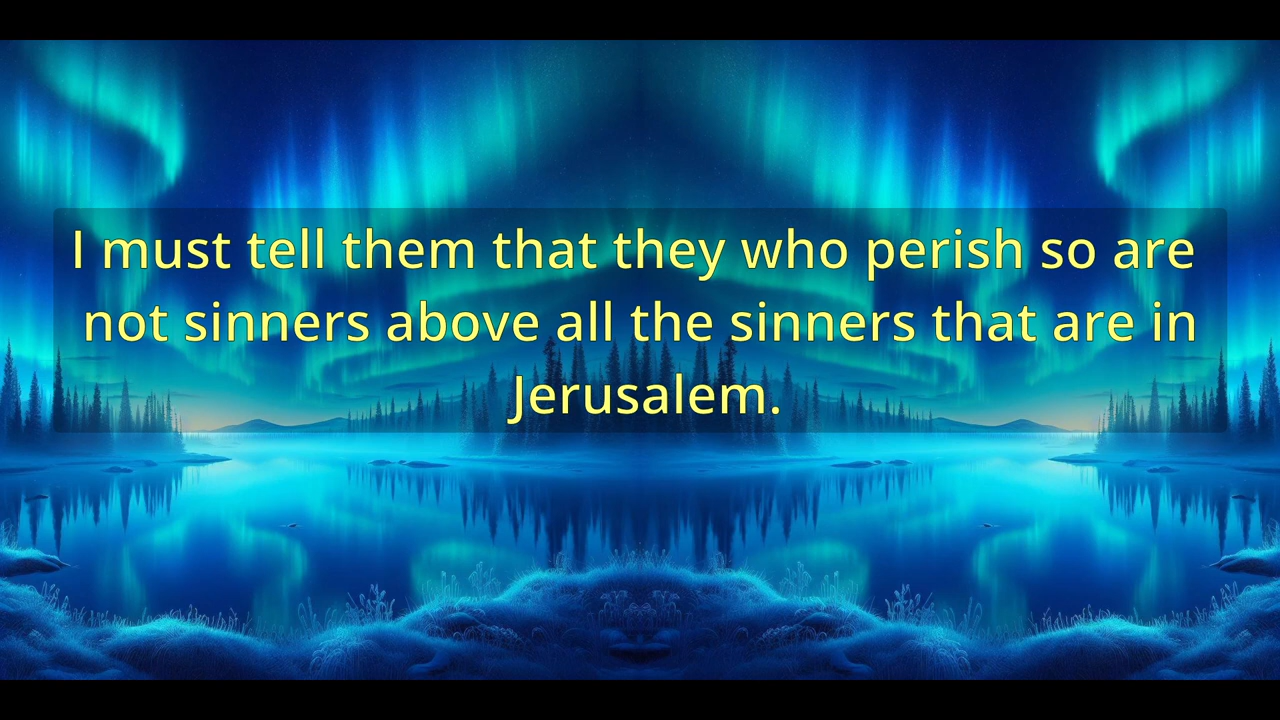 I must tell them that they who perish so are
not sinners above all the sinners that are in
Jerusalem.